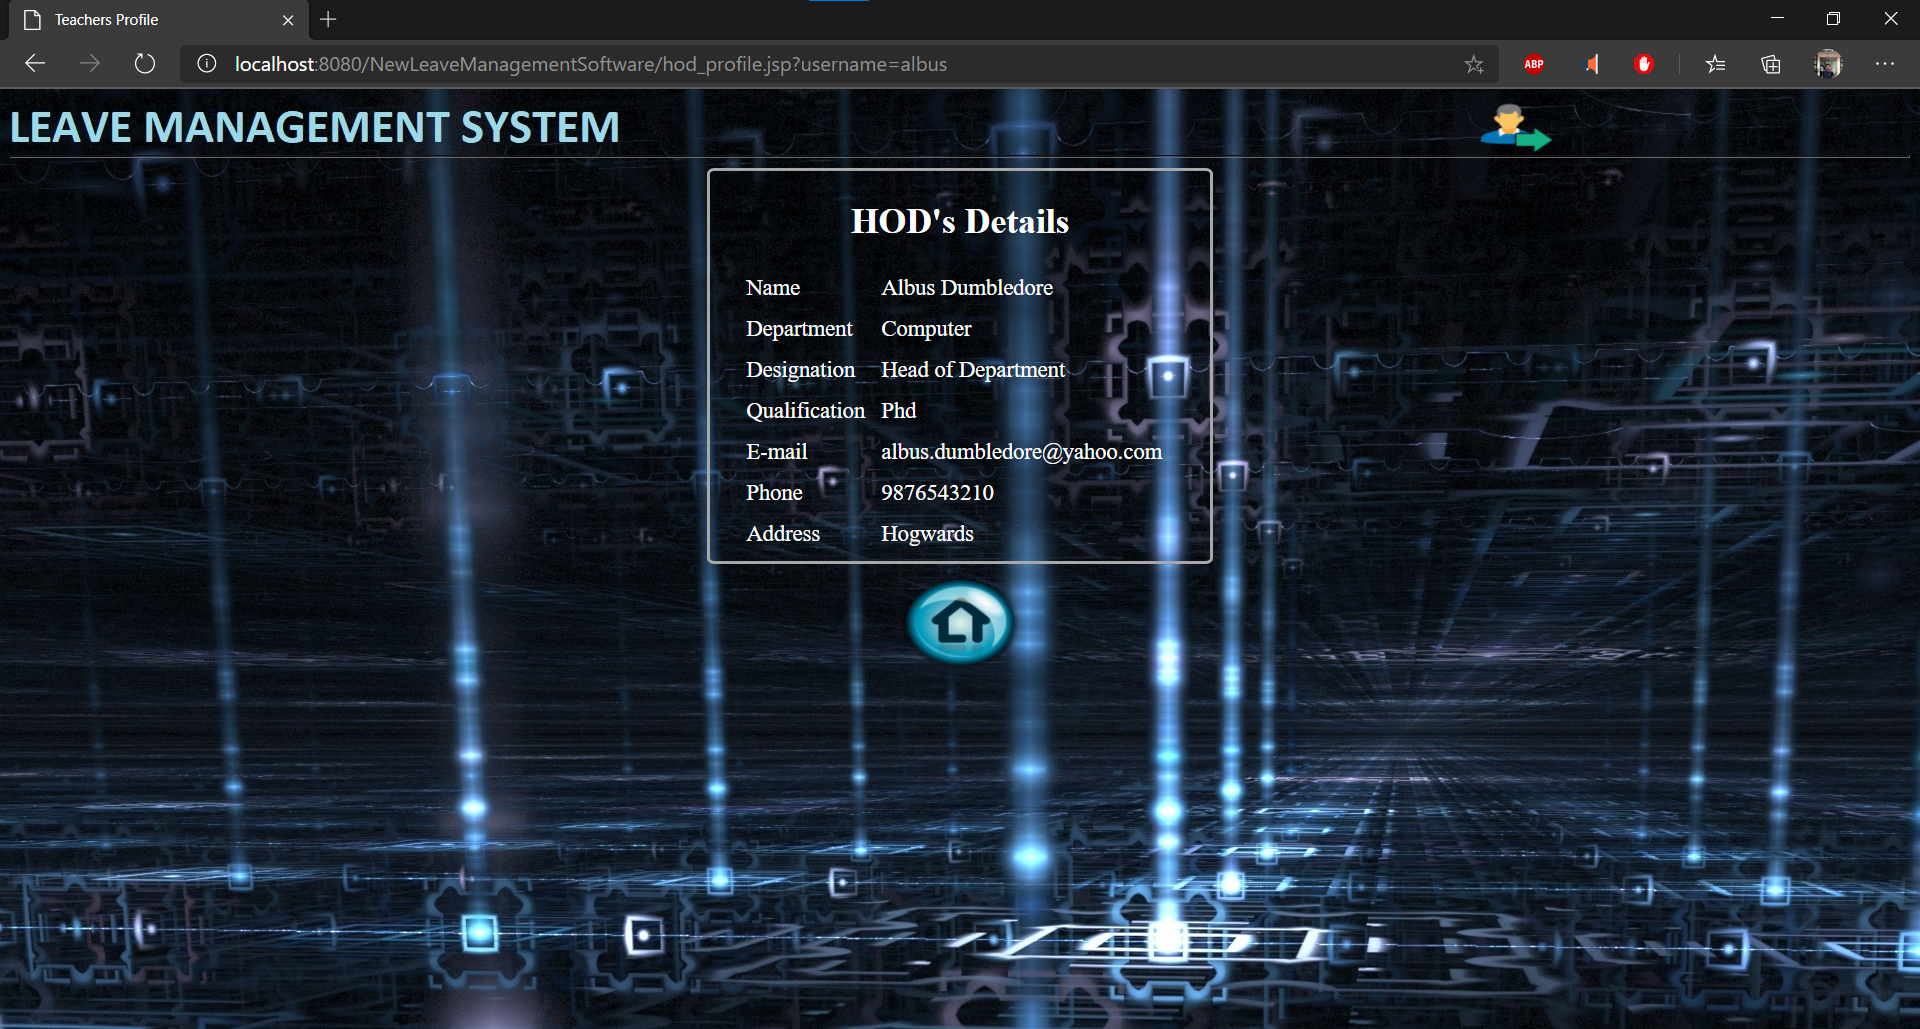 Teachers Profile
localhost:8080/NewLeaveManagementSoftware/hod_profile.jsp?username=albus
ABP
LEAVE MANAGEMENT SYSTEM
HOD's Details
Name Albus Dumbledore
Department Computer
Designation Head of Department
Qualification Phd
E-mail albus.dumbledore@yahoo.com
Phone 9876543210
Address Hogwards